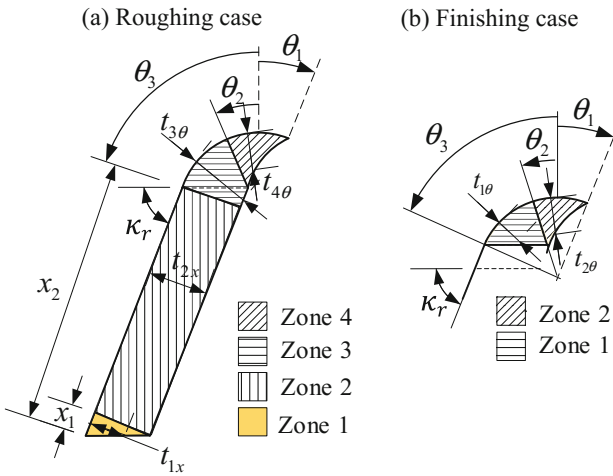 (a) Roughing case
(b) Finishing case
θ₁
θ₃
θ₂
t₃θ
t₄θ
κᵣ
t₂ₓ
x₂
x₁
t₁ₓ
Zone 4
Zone 3
Zone 2
Zone 1
θ₁
θ₃
θ₂
t₁θ
t₂θ
κᵣ
Zone 2
Zone 1